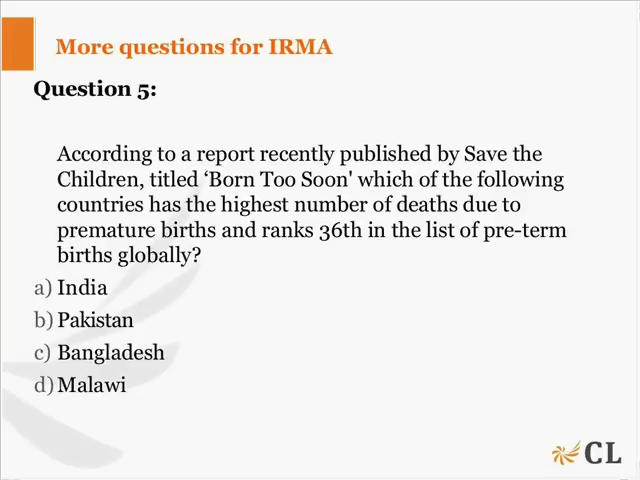 More questions for IRMA
Question 5:
According to a report recently published by Save the
Children, titled ‘Born Too Soon' which of the following
countries has the highest number of deaths due to
premature births and ranks 36th in the list of pre-term
births globally?
a) India
b) Pakistan
c) Bangladesh
d) Malawi
CL